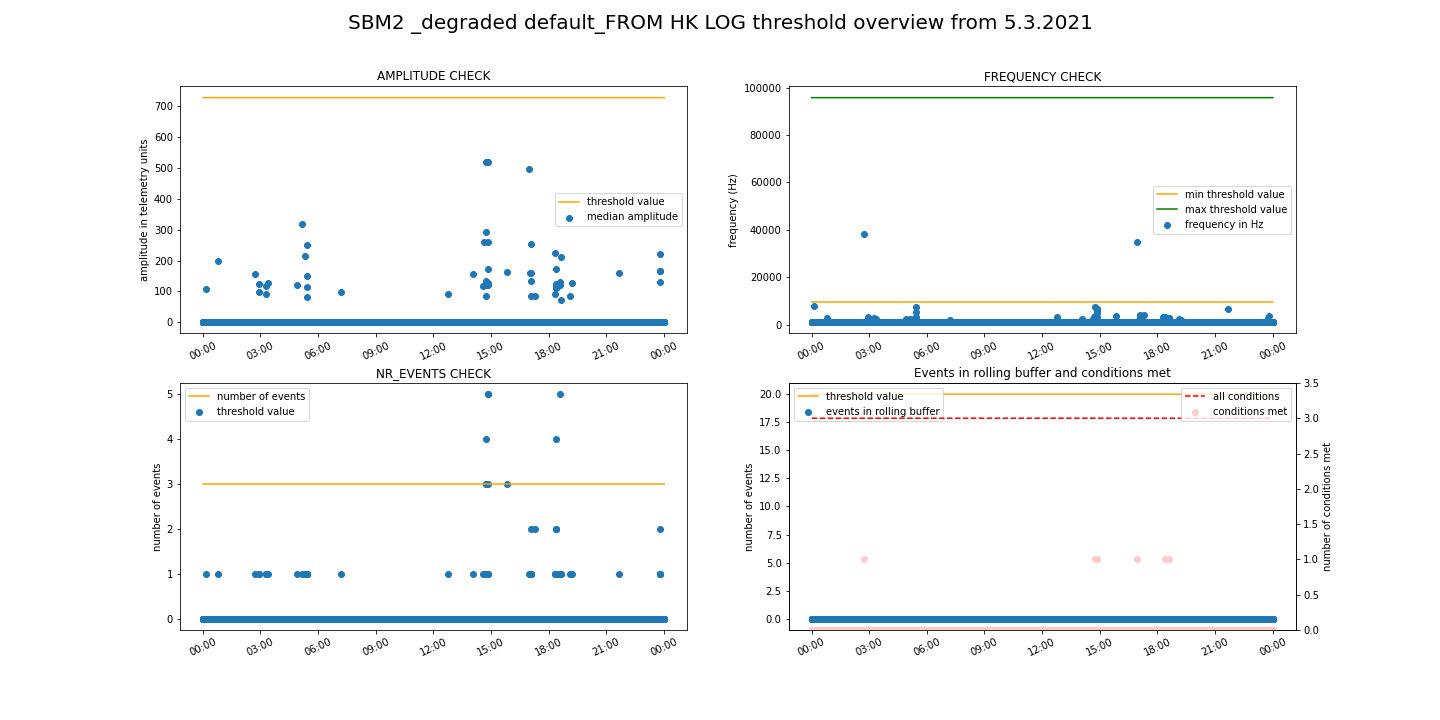 SBM2 _degraded default_FROM HK LOG threshold overview from 5.3.2021
AMPLITUDE CHECK
amplitude in telemetry units
700
600
500
400
300
200
100
0
threshold value
median amplitude
00:00 03:00 06:00 09:00 12:00 15:00 18:00 21:00 00:00
FREQUENCY CHECK
frequency (Hz)
100000
80000
60000
40000
20000
0
min threshold value
max threshold value
frequency in Hz
00:00 03:00 06:00 09:00 12:00 15:00 18:00 21:00 00:00
NR_EVENTS CHECK
number of events
5
4
3
2
1
0
number of events
threshold value
00:00 03:00 06:00 09:00 12:00 15:00 18:00 21:00 00:00
Events in rolling buffer and conditions met
number of events
20.0
17.5
15.0
12.5
10.0
7.5
5.0
2.5
0.0
threshold value
events in rolling buffer
all conditions
conditions met
3.5
3.0
2.5
2.0
1.5
1.0
0.5
0.0
number of conditions met
00:00 03:00 06:00 09:00 12:00 15:00 18:00 21:00 00:00